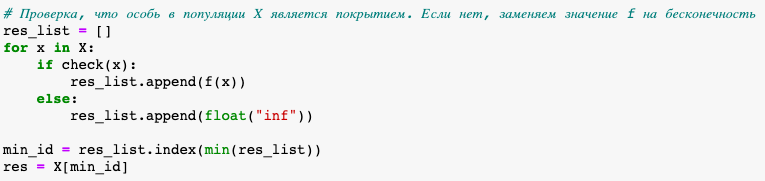 # Проверка, что особь в популяции X является покрытием. Если нет, заменяем значение f на бесконечность
res_list = []
for x in X:
    if check(x):
        res_list.append(f(x))
    else:
        res_list.append(float("inf"))

min_id = res_list.index(min(res_list))
res = X[min_id]